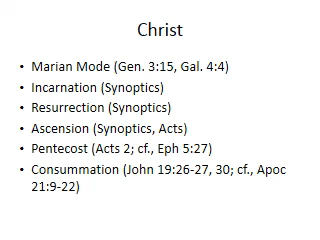 Christ
• Marian Mode (Gen. 3:15, Gal. 4:4)
• Incarnation (Synoptics)
• Resurrection (Synoptics)
• Ascension (Synoptics, Acts)
• Pentecost (Acts 2; cf., Eph 5:27)
• Consummation (John 19:26-27, 30; cf., Apoc
21:9-22)